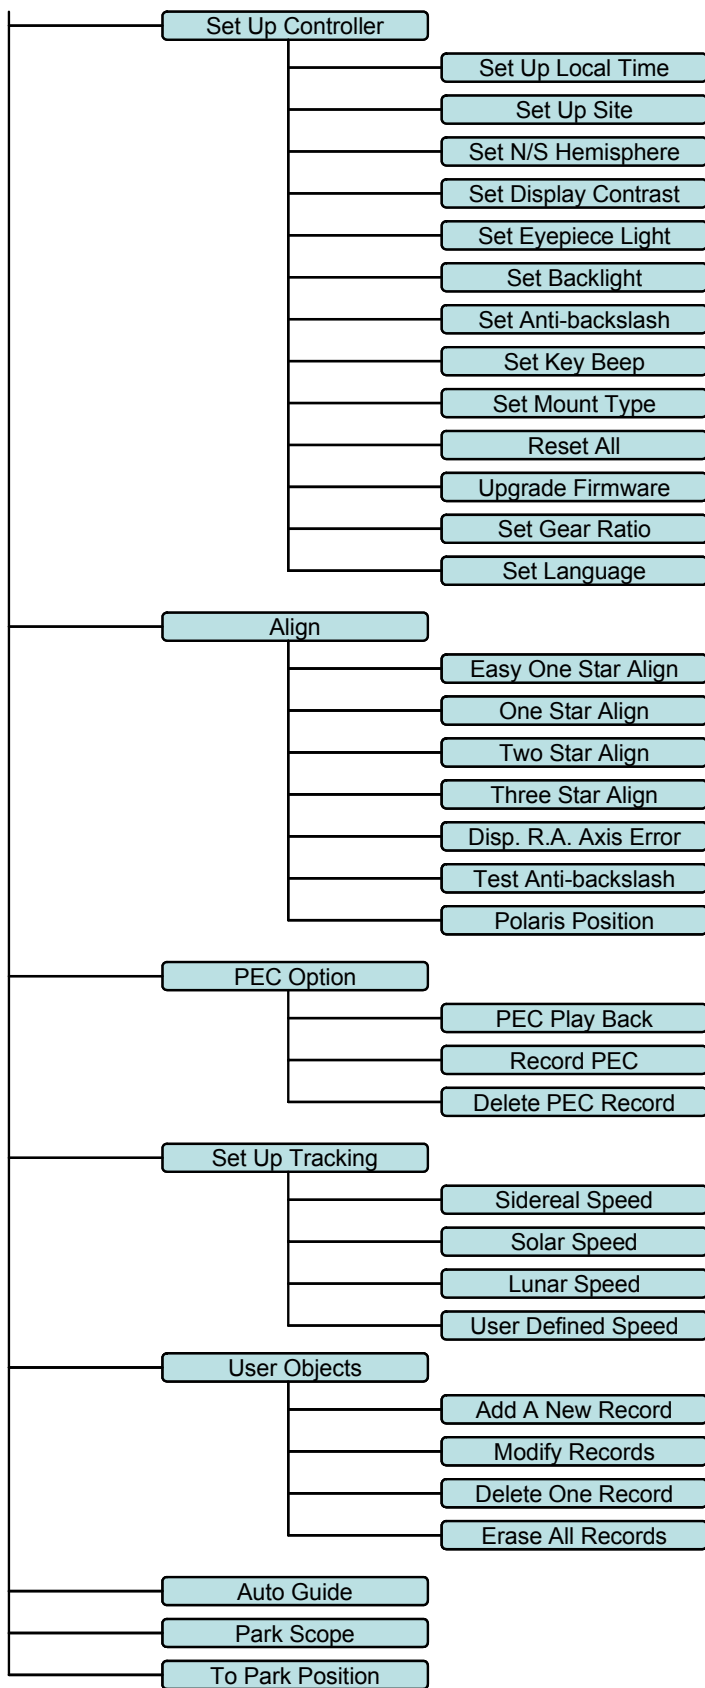 Set Up Controller
Set Up Local Time
Set Up Site
Set N/S Hemisphere
Set Display Contrast
Set Eyepiece Light
Set Backlight
Set Anti-backslash
Set Key Beep
Set Mount Type
Reset All
Upgrade Firmware
Set Gear Ratio
Set Language
Align
Easy One Star Align
One Star Align
Two Star Align
Three Star Align
Disp. R.A. Axis Error
Test Anti-backslash
Polaris Position
PEC Option
PEC Play Back
Record PEC
Delete PEC Record
Set Up Tracking
Sidereal Speed
Solar Speed
Lunar Speed
User Defined Speed
User Objects
Add A New Record
Modify Records
Delete One Record
Erase All Records
Auto Guide
Park Scope
To Park Position